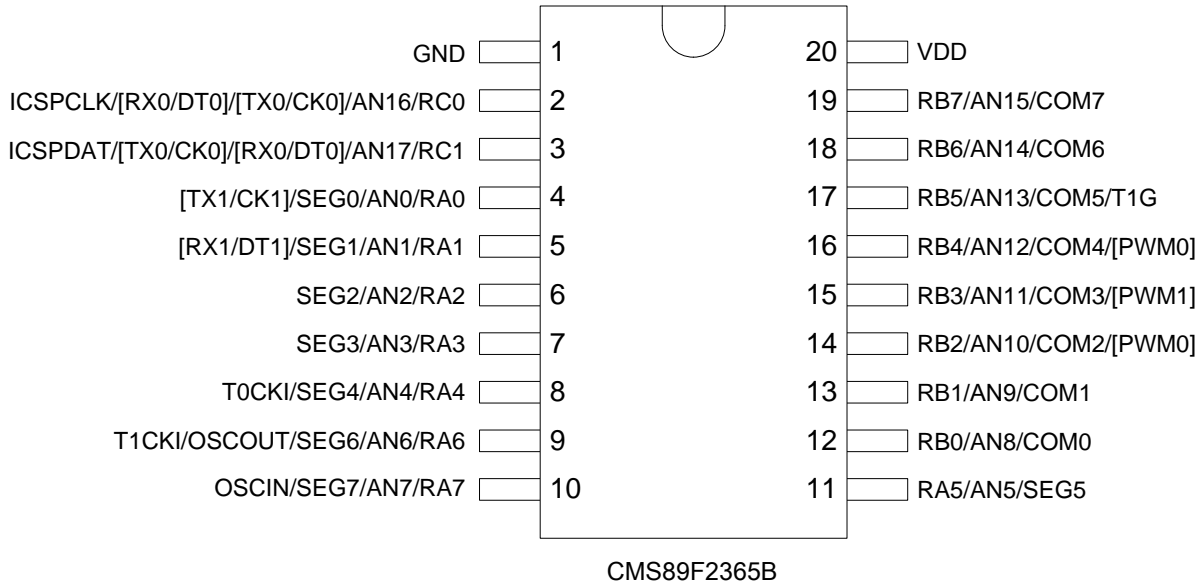 GND 1 20 VDD
ICSPCLK/[RX0/DT0]/[TX0/CK0]/AN16/RC0 2 19 RB7/AN15/COM7
ICSPDAT/[TX0/CK0]/[RX0/DT0]/AN17/RC1 3 18 RB6/AN14/COM6
[TX1/CK1]/SEG0/AN0/RA0 4 17 RB5/AN13/COM5/T1G
[RX1/DT1]/SEG1/AN1/RA1 5 16 RB4/AN12/COM4/[PWM0]
SEG2/AN2/RA2 6 15 RB3/AN11/COM3/[PWM1]
SEG3/AN3/RA3 7 14 RB2/AN10/COM2/[PWM0]
T0CKI/SEG4/AN4/RA4 8 13 RB1/AN9/COM1
T1CKI/OSCOUT/SEG6/AN6/RA6 9 12 RB0/AN8/COM0
OSCIN/SEG7/AN7/RA7 10 11 RA5/AN5/SEG5
CMS89F2365B